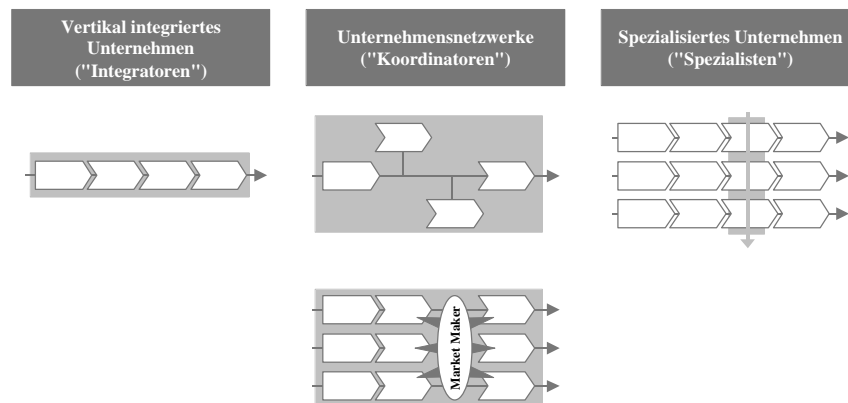 Vertikal integriertes
Unternehmen
("Integratoren")
Unternehmensnetzwerke
("Koordinatoren")
Spezialisiertes Unternehmen
("Spezialisten")
Market Maker